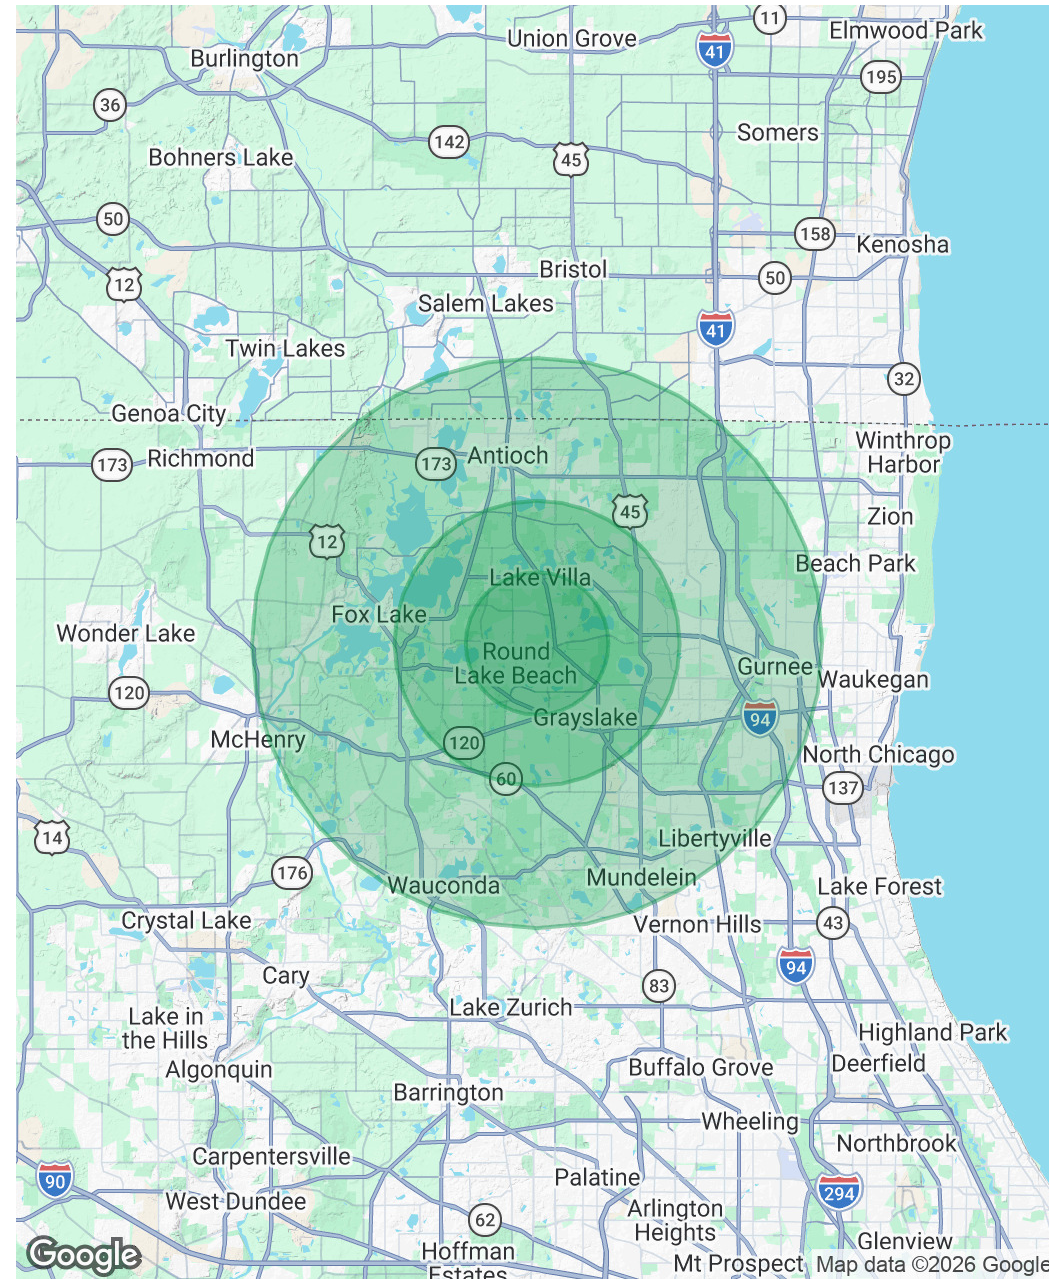 11
Elmwood Park
Union Grove
41
Burlington
195
36
Somers
142
45
Bohners Lake
50
158
Kenosha
Bristol
50
12
Salem Lakes
41
Twin Lakes
32
Genoa City
Winthrop
Harbor
173
Richmond
173
Antioch
45
Zion
12
Beach Park
Lake Villa
Fox Lake
Wonder Lake
Round
Lake Beach
Gurnee
Waukegan
120
Grayslake
94
McHenry
120
North Chicago
60
137
14
Libertyville
176
Wauconda
Mundelein
Lake Forest
Crystal Lake
Vernon Hills
43
94
Cary
83
Lake Zurich
Lake in
the Hills
Highland Park
Algonquin
Buffalo Grove
Deerfield
Barrington
Wheeling
Northbrook
Carpentersville
90
Palatine
294
West Dundee
Arlington
Heights
62
Glenview
Hoffman
Estates
Mt Prospect
Google
Map data ©2026 Google